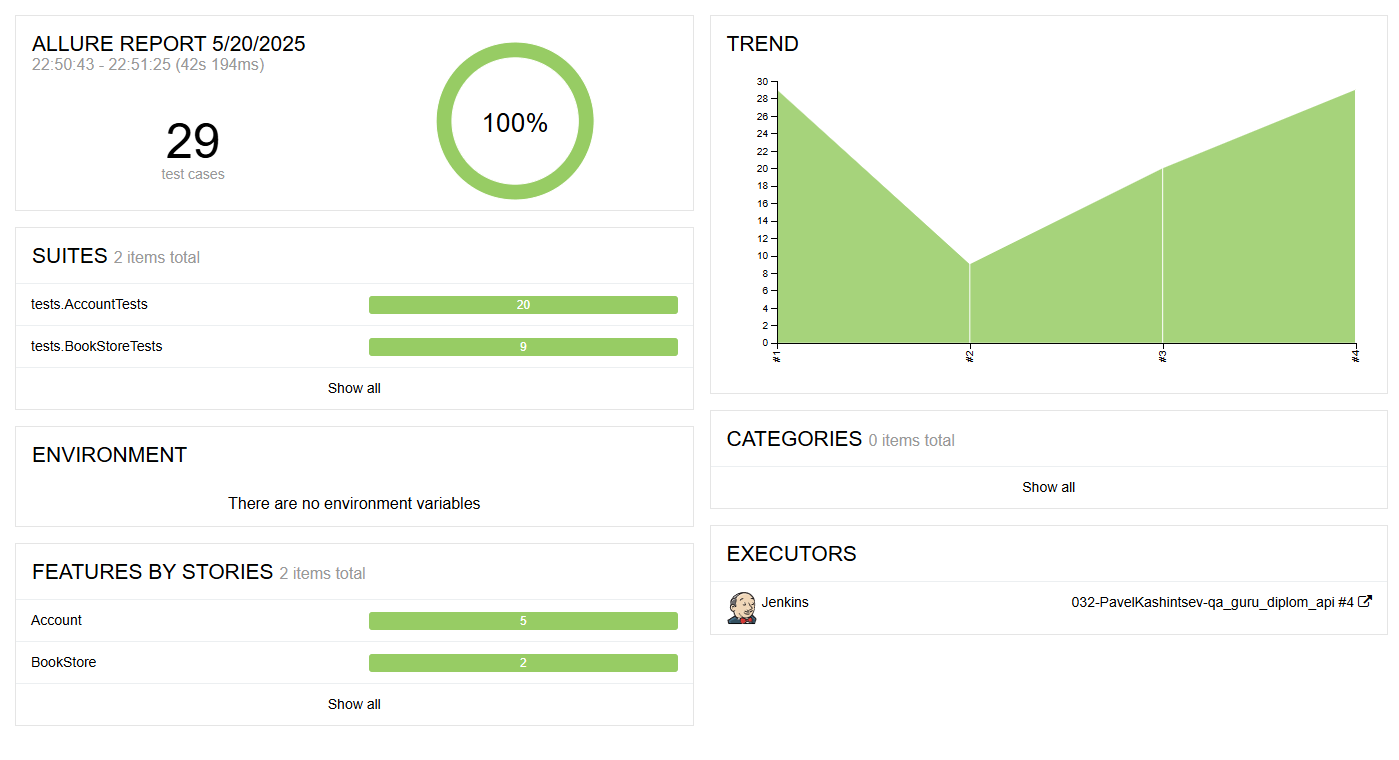 ALLURE REPORT 5/20/2025
22:50:43 - 22:51:25 (42s 194ms)
29
test cases
100%
SUITES 2 items total
tests.AccountTests 20
tests.BookStoreTests 9
Show all
ENVIRONMENT
There are no environment variables
FEATURES BY STORIES 2 items total
Account 5
BookStore 2
Show all
TREND
30
28
26
24
22
20
18
16
14
12
10
8
6
4
2
0
#1 #2 #3 #4
CATEGORIES 0 items total
Show all
EXECUTORS
Jenkins 032-PavelKashintsev-qa_guru_diplom_api #4